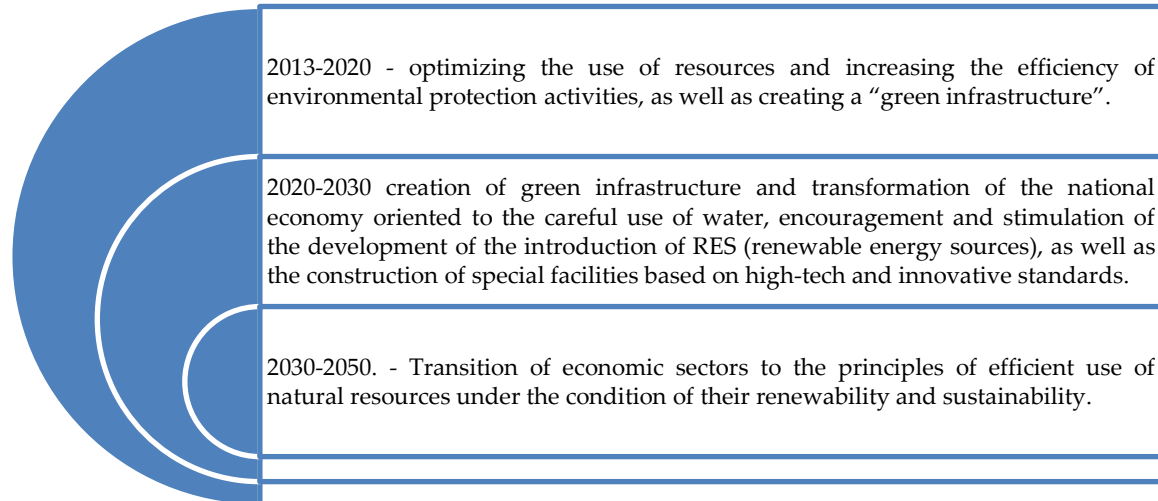 2013-2020 - optimizing the use of resources and increasing the efficiency of
environmental protection activities, as well as creating a “green infrastructure”.
2020-2030 creation of green infrastructure and transformation of the national
economy oriented to the careful use of water, encouragement and stimulation of
the development of the introduction of RES (renewable energy sources), as well as
the construction of special facilities based on high-tech and innovative standards.
2030-2050. - Transition of economic sectors to the principles of efficient use of
natural resources under the condition of their renewability and sustainability.